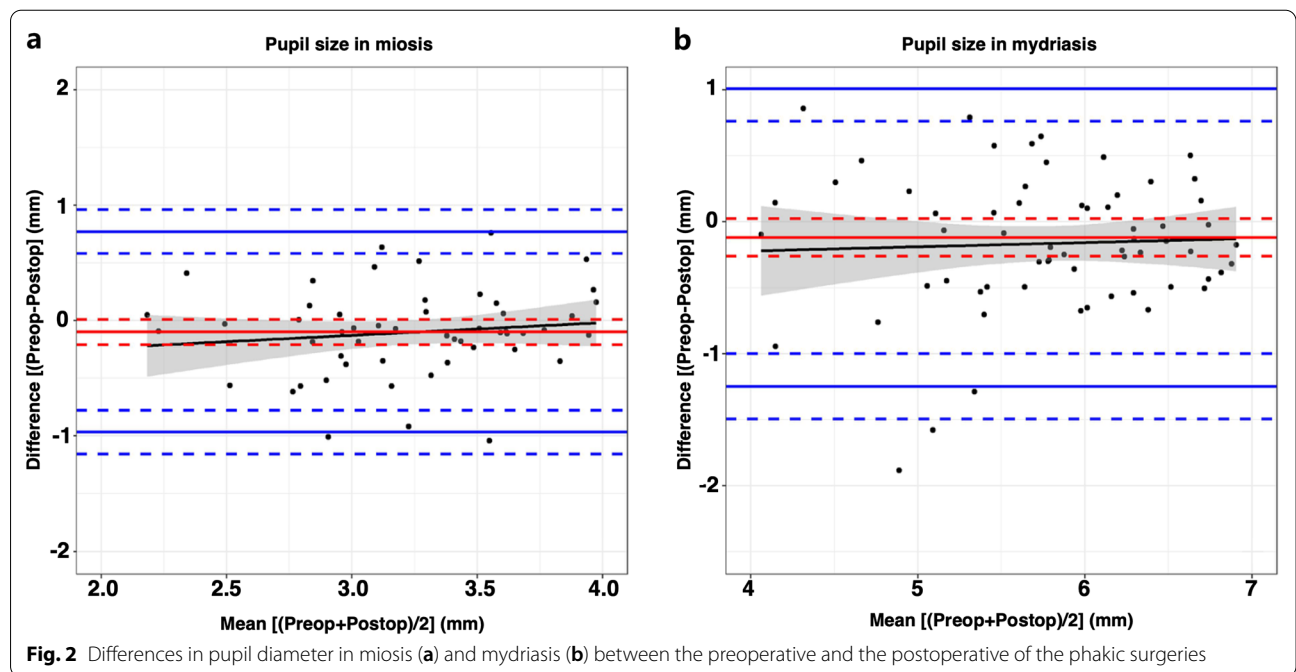 a
Pupil size in miosis
2
1
0
-1
-2
Difference [(Preop-Postop] (mm)
2.0 2.5 3.0 3.5 4.0
Mean [(Preop+Postop)/2] (mm)
b
Pupil size in mydriasis
1
0
-1
-2
Difference [(Preop-Postop] (mm)
4 5 6 7
Mean [(Preop+Postop)/2] (mm)
Fig. 2 Differences in pupil diameter in miosis (a) and mydriasis (b) between the preoperative and the postoperative of the phakic surgeries